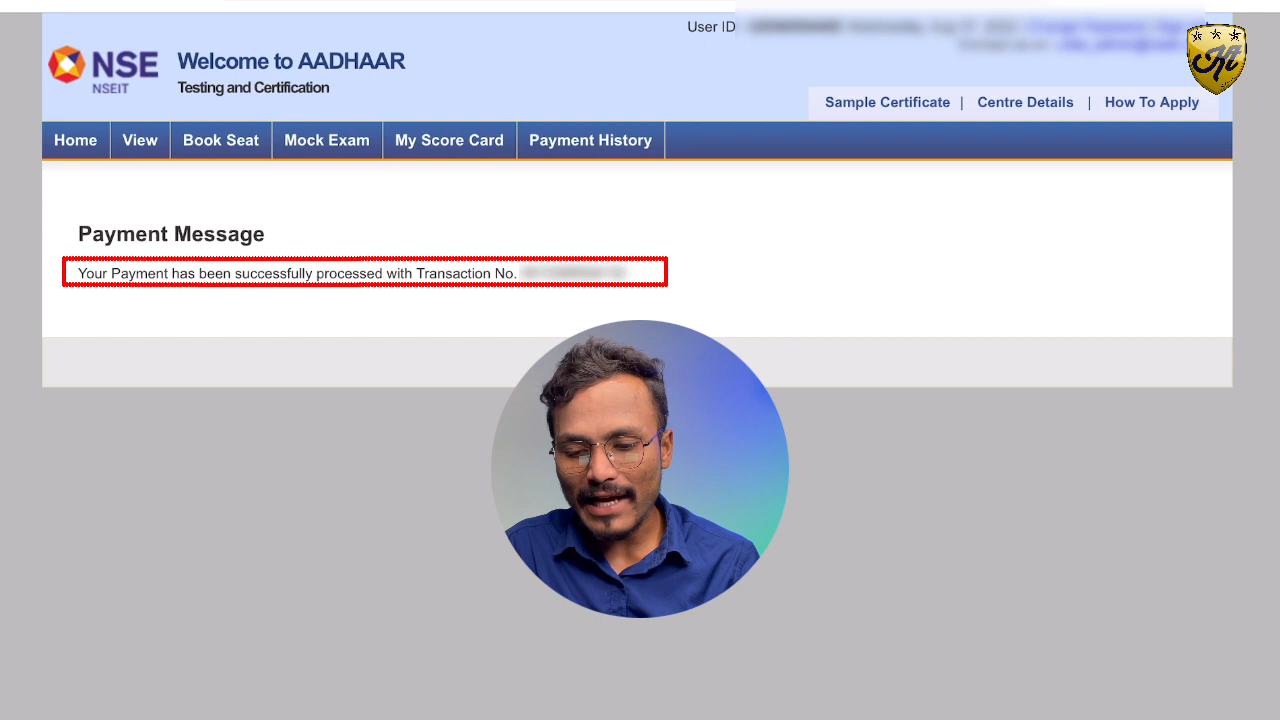 User ID
NSE
NSEIT
Welcome to AADHAAR
Testing and Certification
Sample Certificate | Centre Details | How To Apply
Home View Book Seat Mock Exam My Score Card Payment History
Payment Message
Your Payment has been successfully processed with Transaction No.